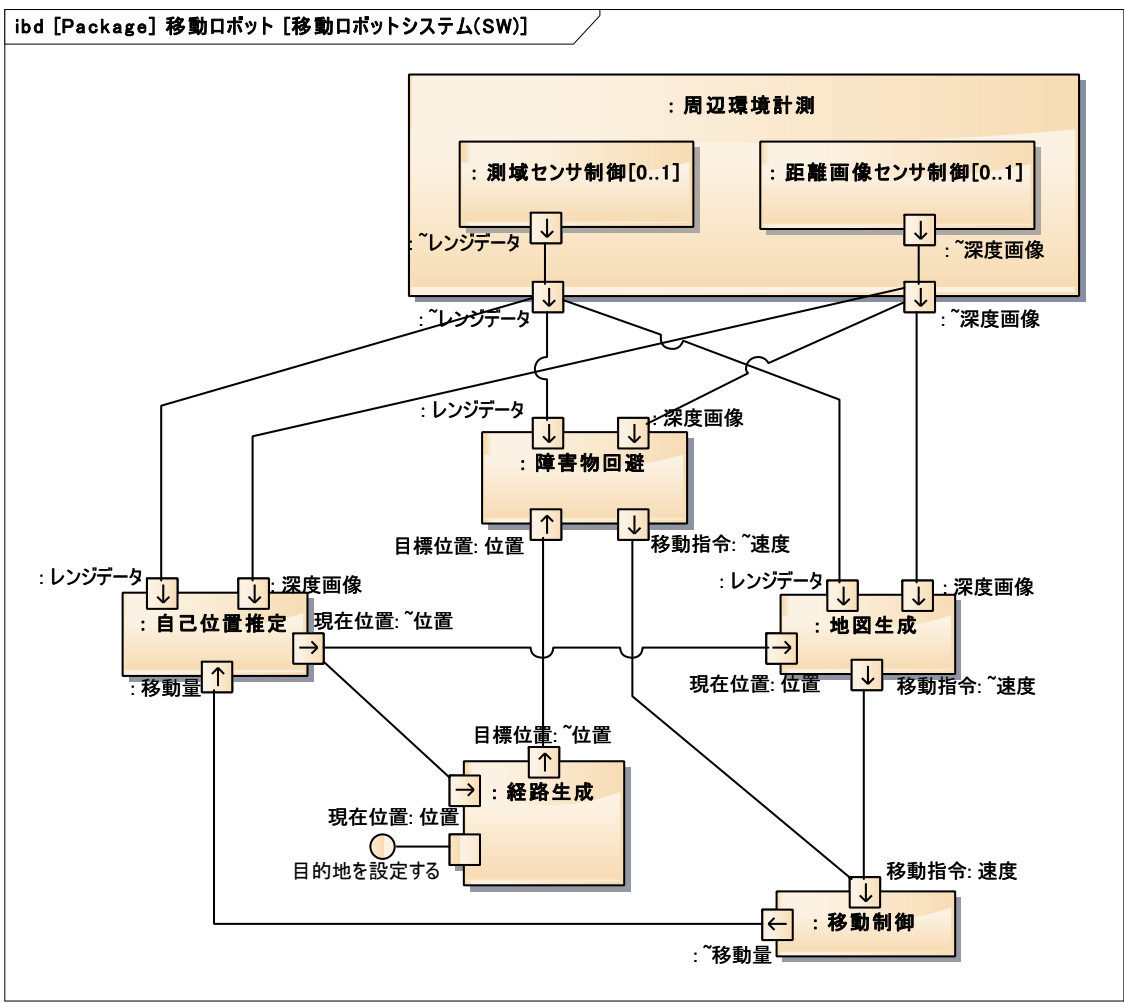 ibd [Package] 移動ロボット [移動ロボットシステム(SW)]
: 周辺環境計測
: 測域センサ制御[0..1]
: 距離画像センサ制御[0..1]
: ~レンジデータ
: ~深度画像
: ~レンジデータ
: ~深度画像
: レンジデータ
: 深度画像
: 障害物回避
目標位置: 位置
移動指令: ~速度
: レンジデータ
: 深度画像
: レンジデータ
: 深度画像
: 自己位置推定
現在位置: ~位置
: 地図生成
: 移動量
現在位置: 位置
移動指令: ~速度
目標位置: ~位置
: 経路生成
現在位置: 位置
目的地を設定する
移動指令: 速度
: 移動制御
: ~移動量